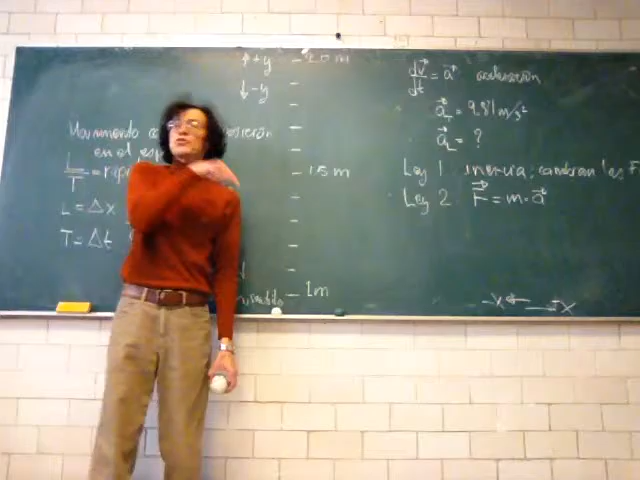 ↑+y
↓-y
2.0 m
1.5 m
1m
Movimiento
en el
L/T =
L = Δx
T = Δt
dv⃗/dt = a⃗ aceleración
= 9.81 m/s²
a⃗L = ?
Ley 1 inercia; cambian las F
Ley 2 F⃗ = m·a⃗
-x← →x